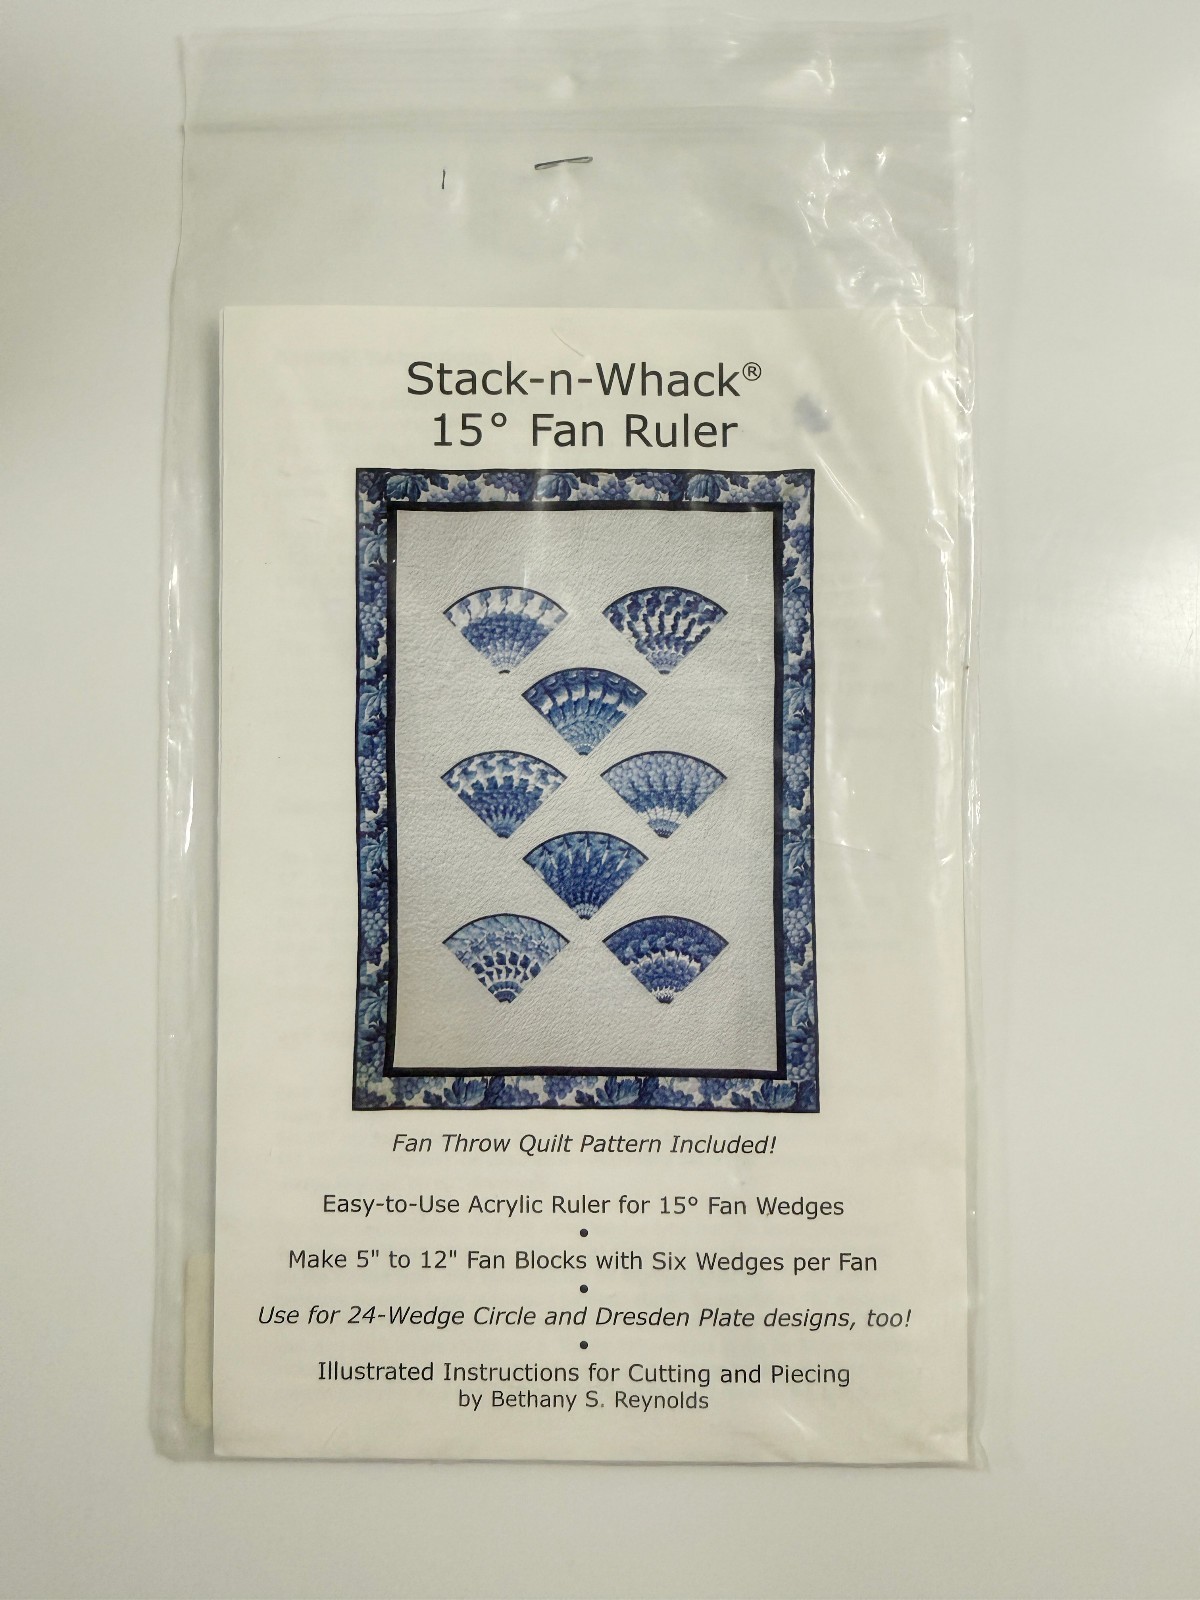 Stack-n-Whack®
15° Fan Ruler
Fan Throw Quilt Pattern Included!
Easy-to-Use Acrylic Ruler for 15° Fan Wedges
•
Make 5" to 12" Fan Blocks with Six Wedges per Fan
•
Use for 24-Wedge Circle and Dresden Plate designs, too!
•
Illustrated Instructions for Cutting and Piecing
by Bethany S. Reynolds